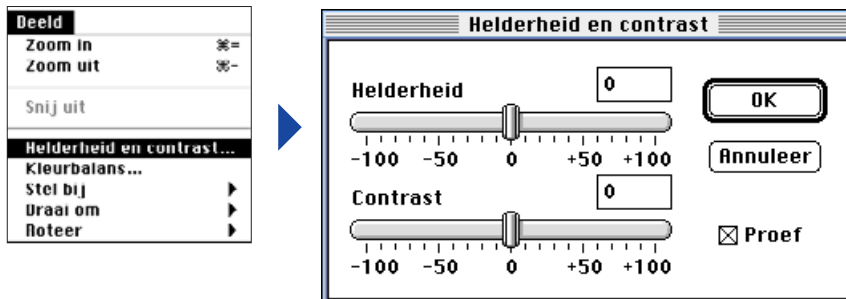 Beeld
Zoom in ⌘=
Zoom uit ⌘-
Snij uit
Helderheid en contrast...
Kleurbalans...
Stel bij
Draai om
Roteer
Helderheid en contrast
Helderheid 0
-100 -50 0 +50 +100
Contrast 0
-100 -50 0 +50 +100
OK
Annuleer
Proef